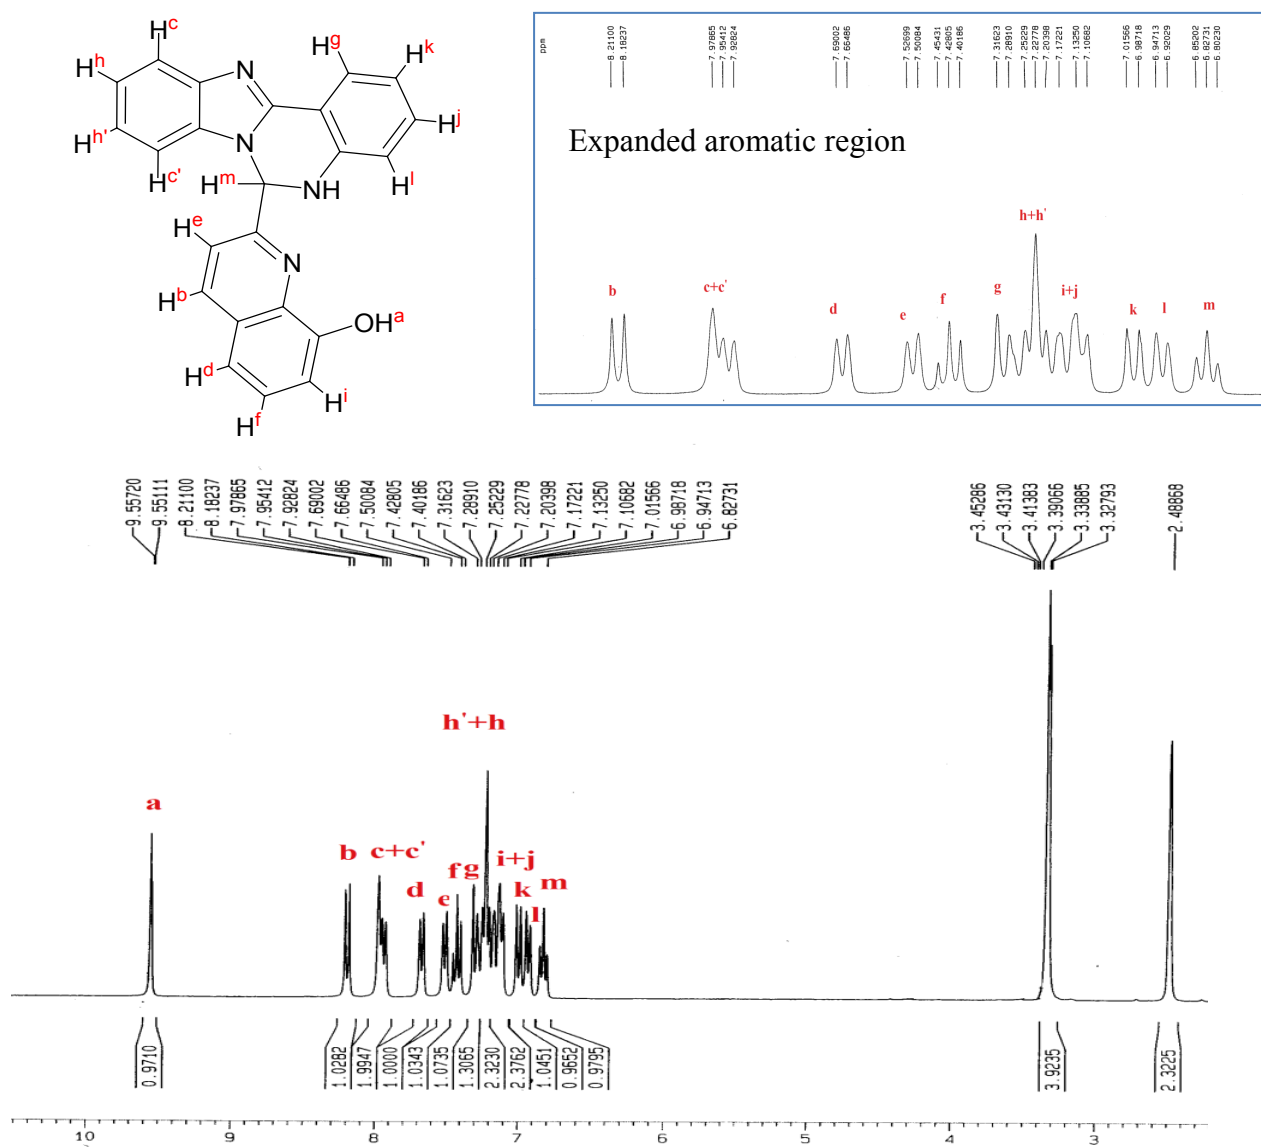 H c
H h
H h'
H c'
N
N
H m
NH
H g
H k
H j
H l
H e
H b
N
OH a
H d
H f
H i
ppm
8.21100
8.18237
7.97865
7.95412
7.92824
7.69002
7.66486
7.52699
7.50084
7.45431
7.42805
7.40186
7.31623
7.28910
7.25229
7.22778
7.20398
7.17221
7.13250
7.10682
7.01566
6.98718
6.94713
6.92029
6.85202
6.82731
6.80230
Expanded aromatic region
b
c+c'
d
e
f
g
h+h'
i+j
k
l
m
9.55720
9.55111
8.21100
8.18237
7.97865
7.95412
7.92824
7.69002
7.66486
7.50084
7.42805
7.40186
7.31623
7.28910
7.25229
7.22778
7.20398
7.17221
7.13250
7.10682
7.01566
6.98718
6.94713
6.82731
3.45286
3.43130
3.41383
3.39066
3.33885
3.32793
2.48868
a
b
c+c'
d
e
f
g
h'+h
i+j
k
l
m
0.9710
1.0282
1.9947
1.0000
1.0343
1.0735
1.3065
2.3230
2.3762
1.0451
0.9652
0.9795
3.9235
2.3225
10 9 8 7 6 5 4 3